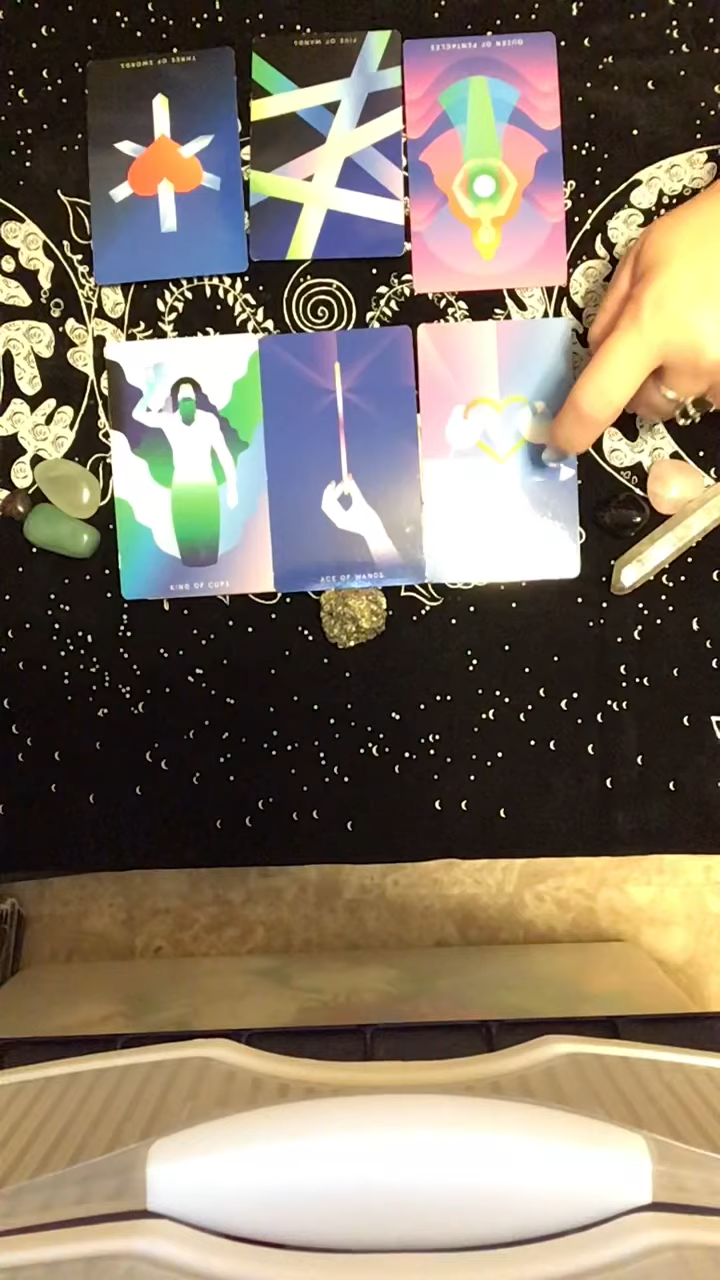 THREE OF SWORDS
FIVE OF WANDS
QUEEN OF PENTACLES
KING OF CUPS
ACE OF WANDS